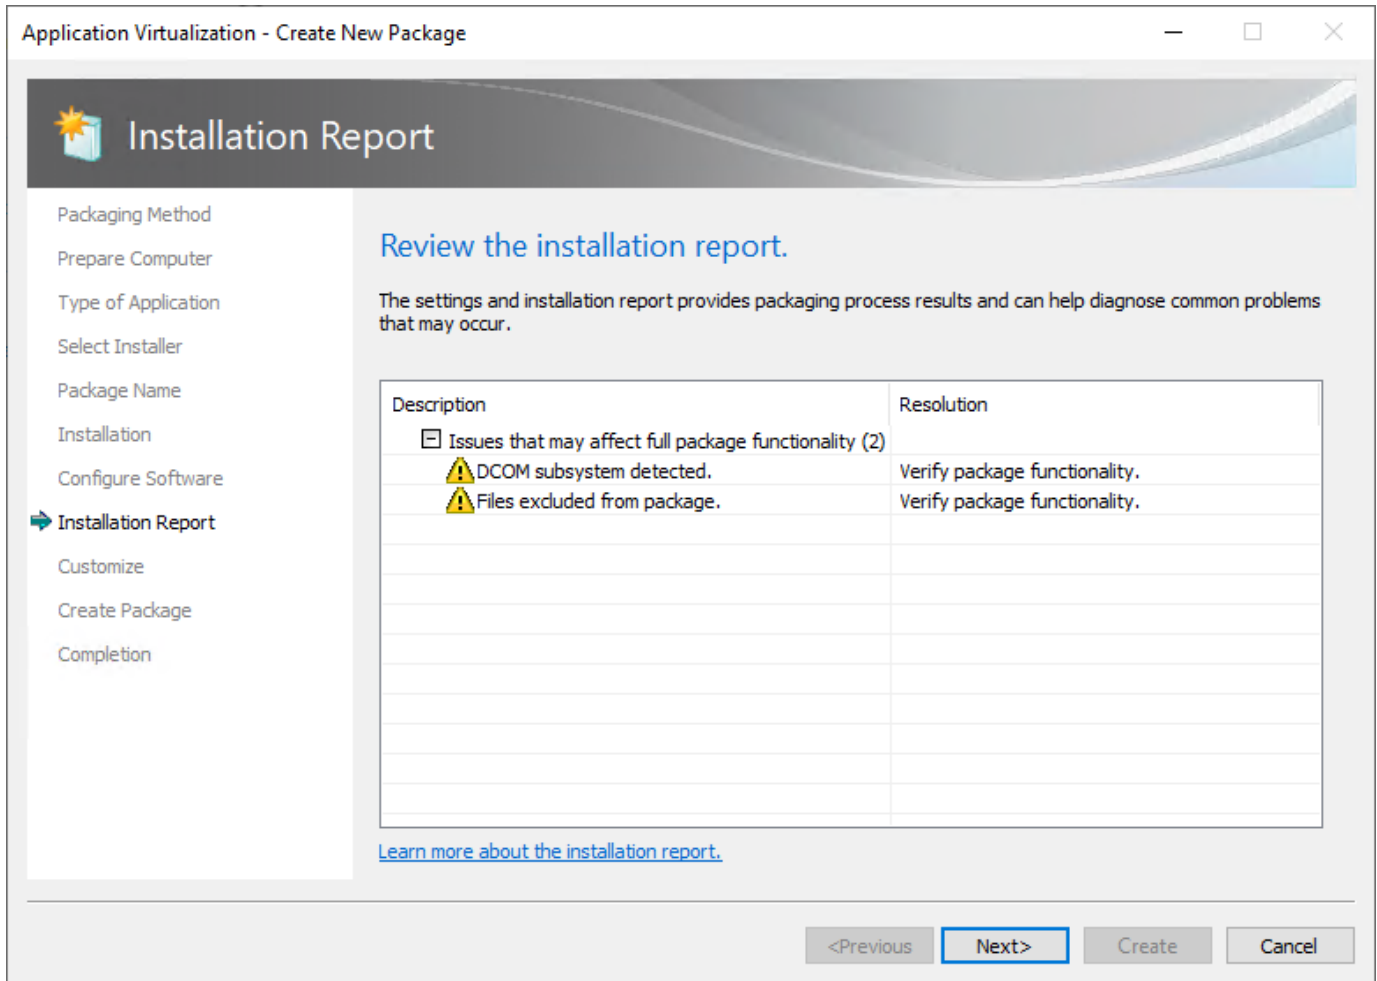 Application Virtualization - Create New Package
Installation Report
Packaging Method
Prepare Computer
Type of Application
Select Installer
Package Name
Installation
Configure Software
Installation Report
Customize
Create Package
Completion
Review the installation report.
The settings and installation report provides packaging process results and can help diagnose common problems
that may occur.
Description Resolution
Issues that may affect full package functionality (2)
DCOM subsystem detected. Verify package functionality.
Files excluded from package. Verify package functionality.
Learn more about the installation report.
<Previous Next> Create Cancel